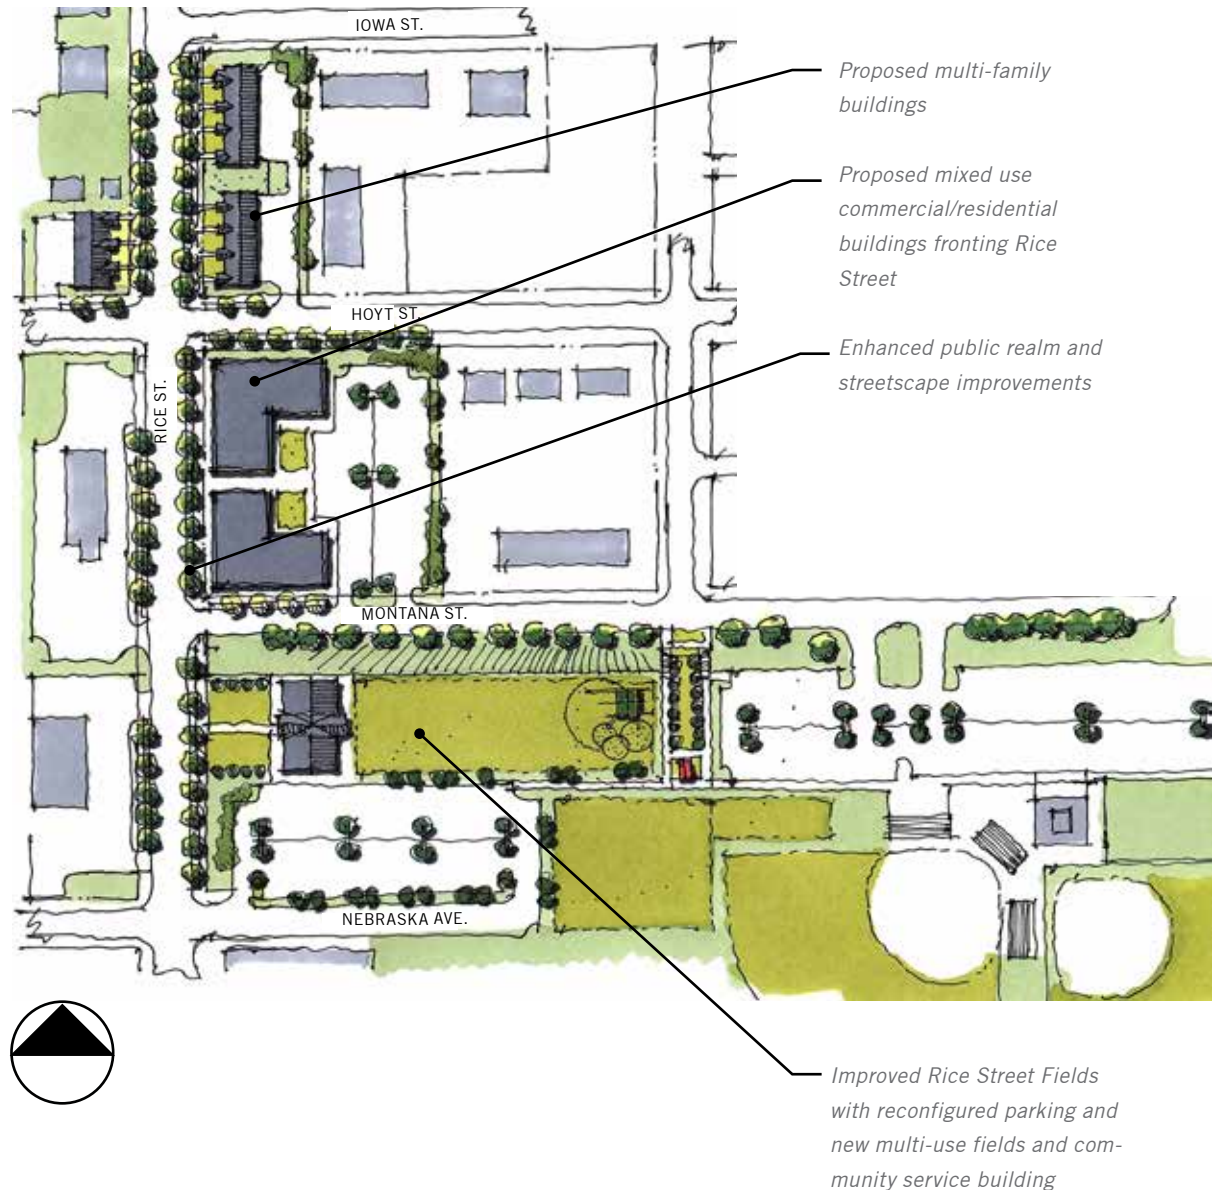 IOWA ST.
Proposed multi-family
buildings
Proposed mixed use
commercial/residential
buildings fronting Rice
Street
HOYT ST.
Enhanced public realm and
streetscape improvements
RICE ST.
MONTANA ST.
NEBRASKA AVE.
Improved Rice Street Fields
with reconfigured parking and
new multi-use fields and com-
munity service building